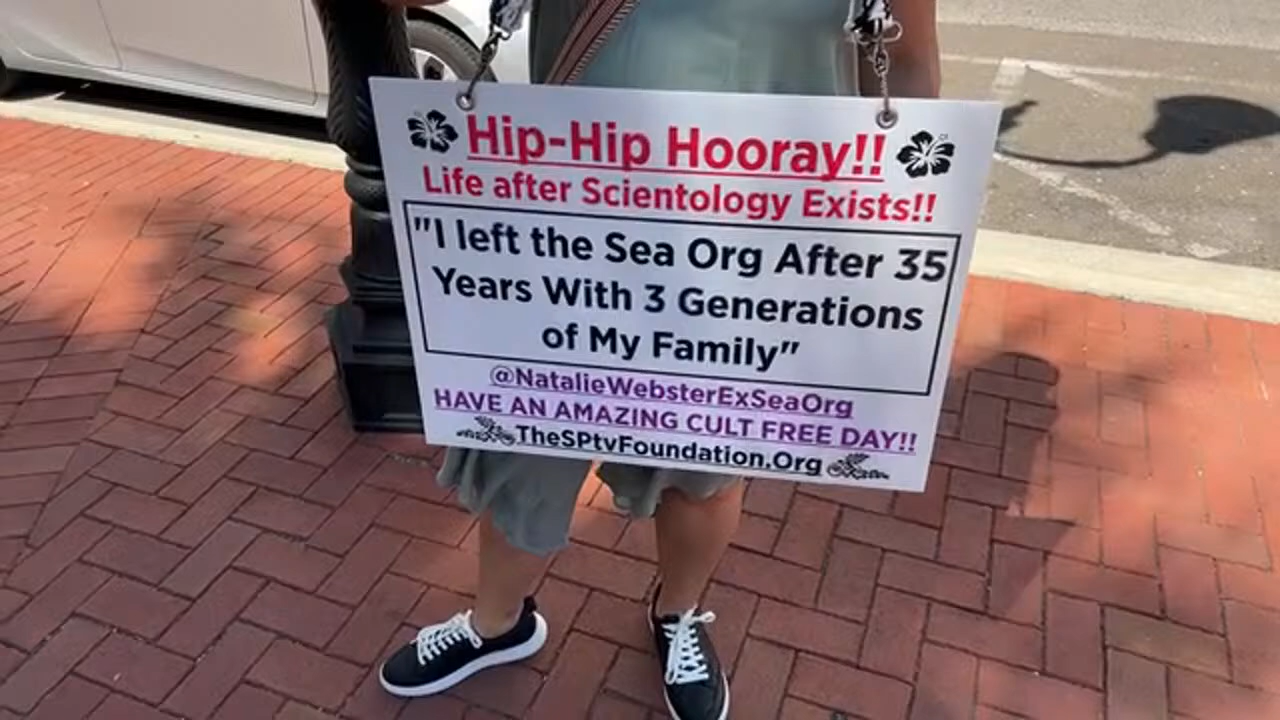 Hip-Hip Hooray!!
Life after Scientology Exists!!
"I left the Sea Org After 35
Years With 3 Generations
of My Family"
@NatalieWebsterExSeaOrg
HAVE AN AMAZING CULT FREE DAY!!
TheSPtvFoundation.Org